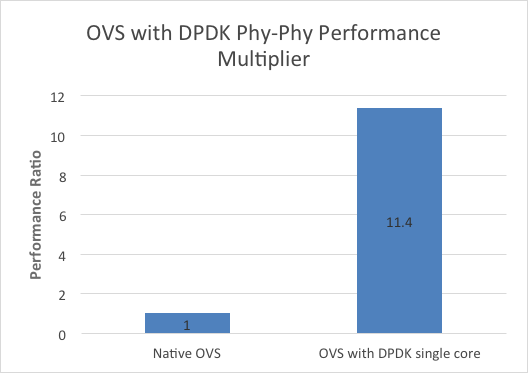 OVS with DPDK Phy-Phy Performance
Multiplier
Performance Ratio
12
10
8
6
4
2
0
1
11.4
Native OVS
OVS with DPDK single core